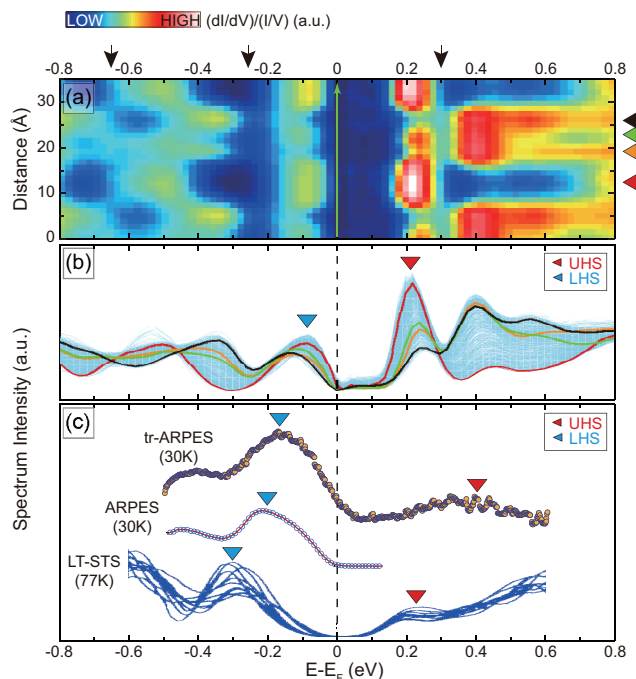 LOW HIGH (dI/dV)/(I/V) (a.u.)
-0.8 -0.6 -0.4 -0.2 0 0.2 0.4 0.6 0.8
(a)
Distance (Å)
30
20
10
0
(b)
UHS
LHS
Spectrum Intensity (a.u.)
(c)
UHS
LHS
tr-ARPES
(30K)
ARPES
(30K)
LT-STS
(77K)
-0.8 -0.6 -0.4 -0.2 0 0.2 0.4 0.6 0.8
E-EF (eV)